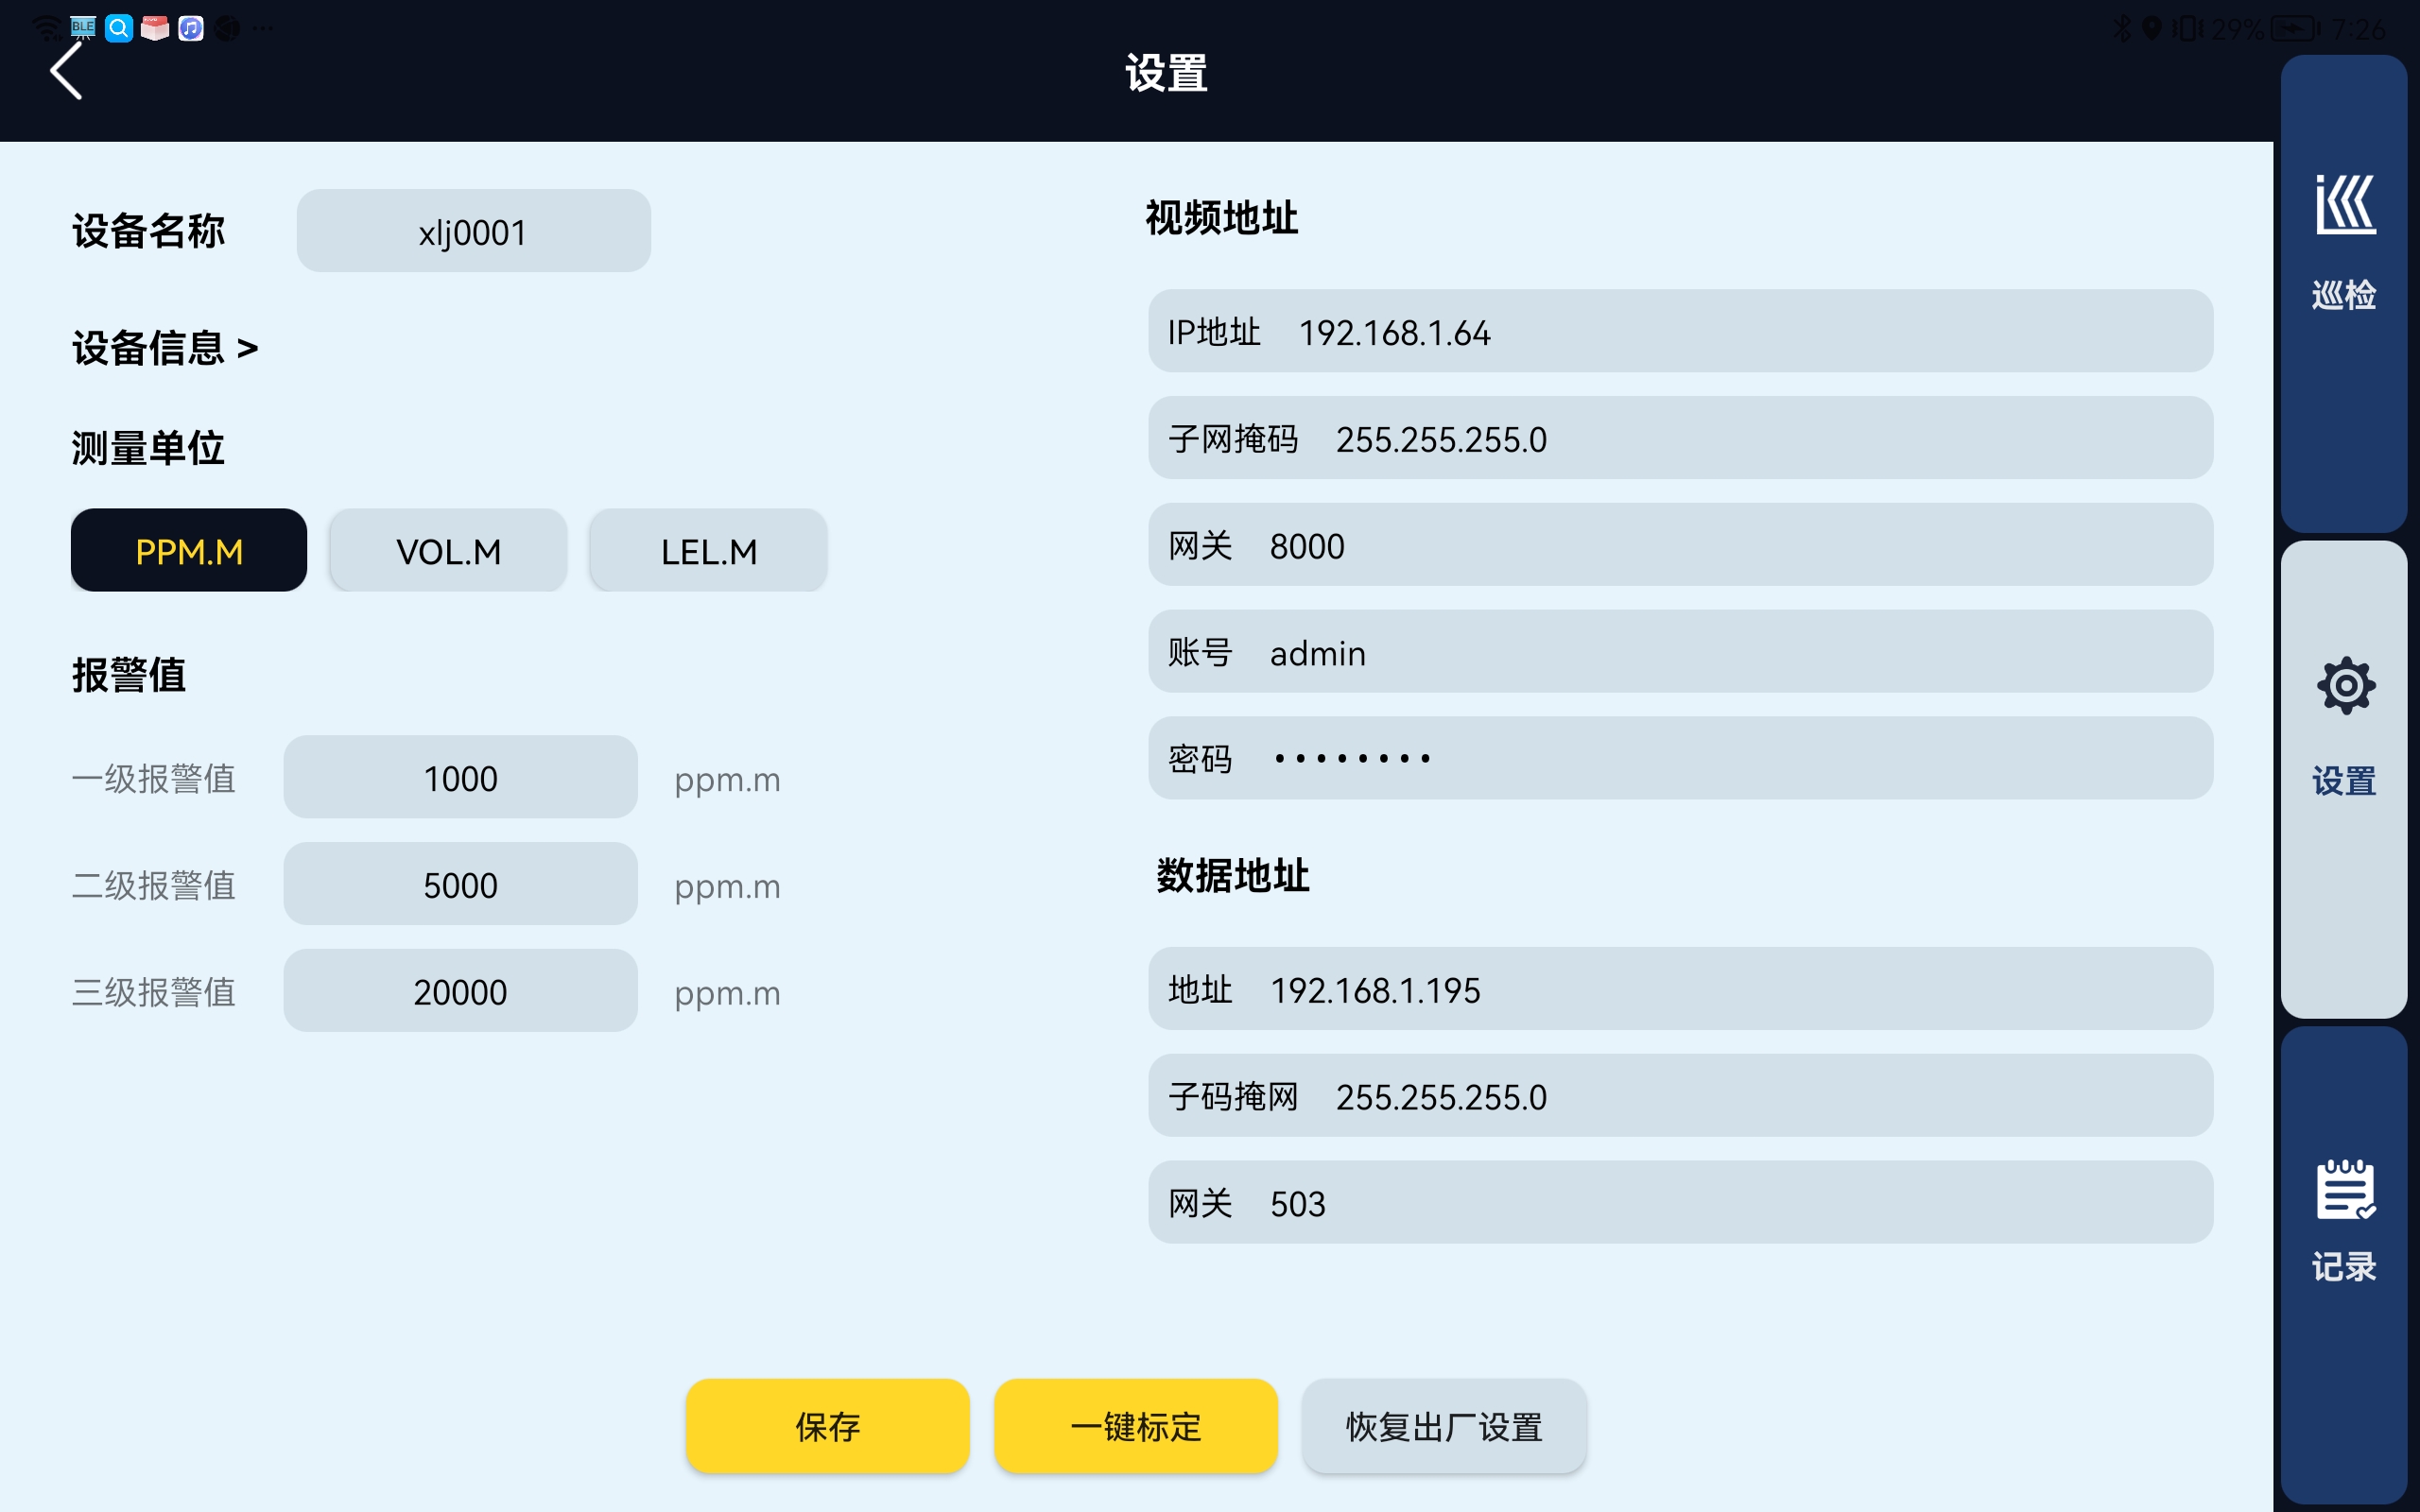 BLE
29%
7:26
设置
设备名称 xlj0001
设备信息 >
测量单位
PPM.M VOL.M LEL.M
报警值
一级报警值 1000 ppm.m
二级报警值 5000 ppm.m
三级报警值 20000 ppm.m
视频地址
IP地址 192.168.1.64
子网掩码 255.255.255.0
网关 8000
账号 admin
密码 ••••••••
数据地址
地址 192.168.1.195
子码掩网 255.255.255.0
网关 503
保存 一键标定 恢复出厂设置
巡检
设置
记录